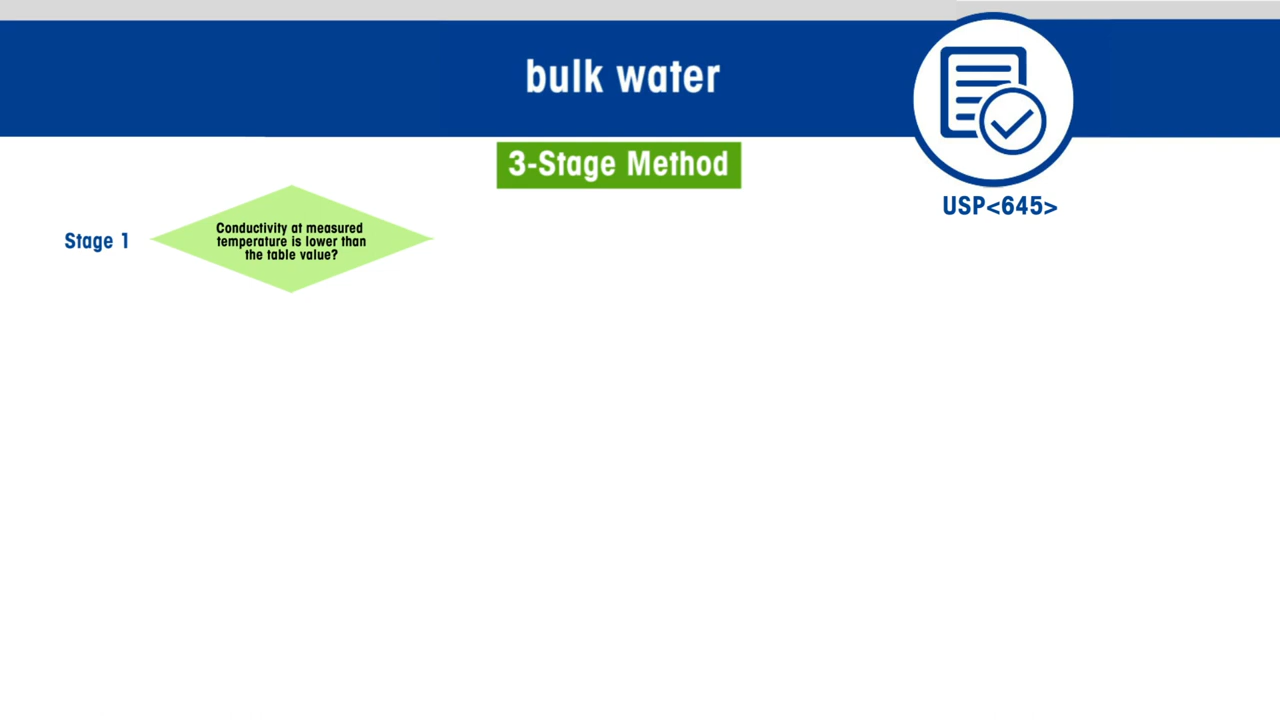 bulk water
3-Stage Method
USP<645>
Stage 1
Conductivity at measured
temperature is lower than
the table value?